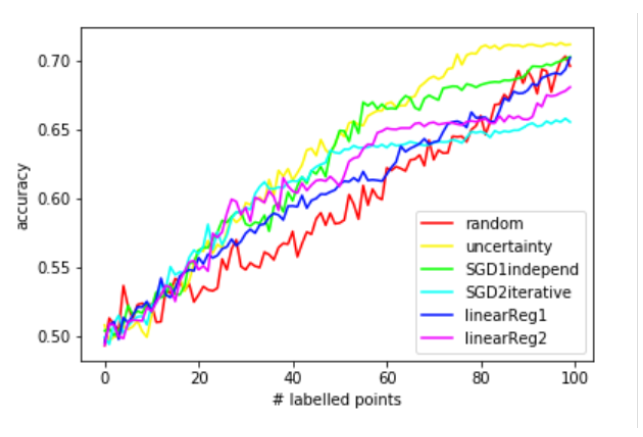 0.70
0.65
0.60
0.55
0.50
accuracy
random
uncertainty
SGD1independ
SGD2iterative
linearReg1
linearReg2
0 20 40 60 80 100
# labelled points